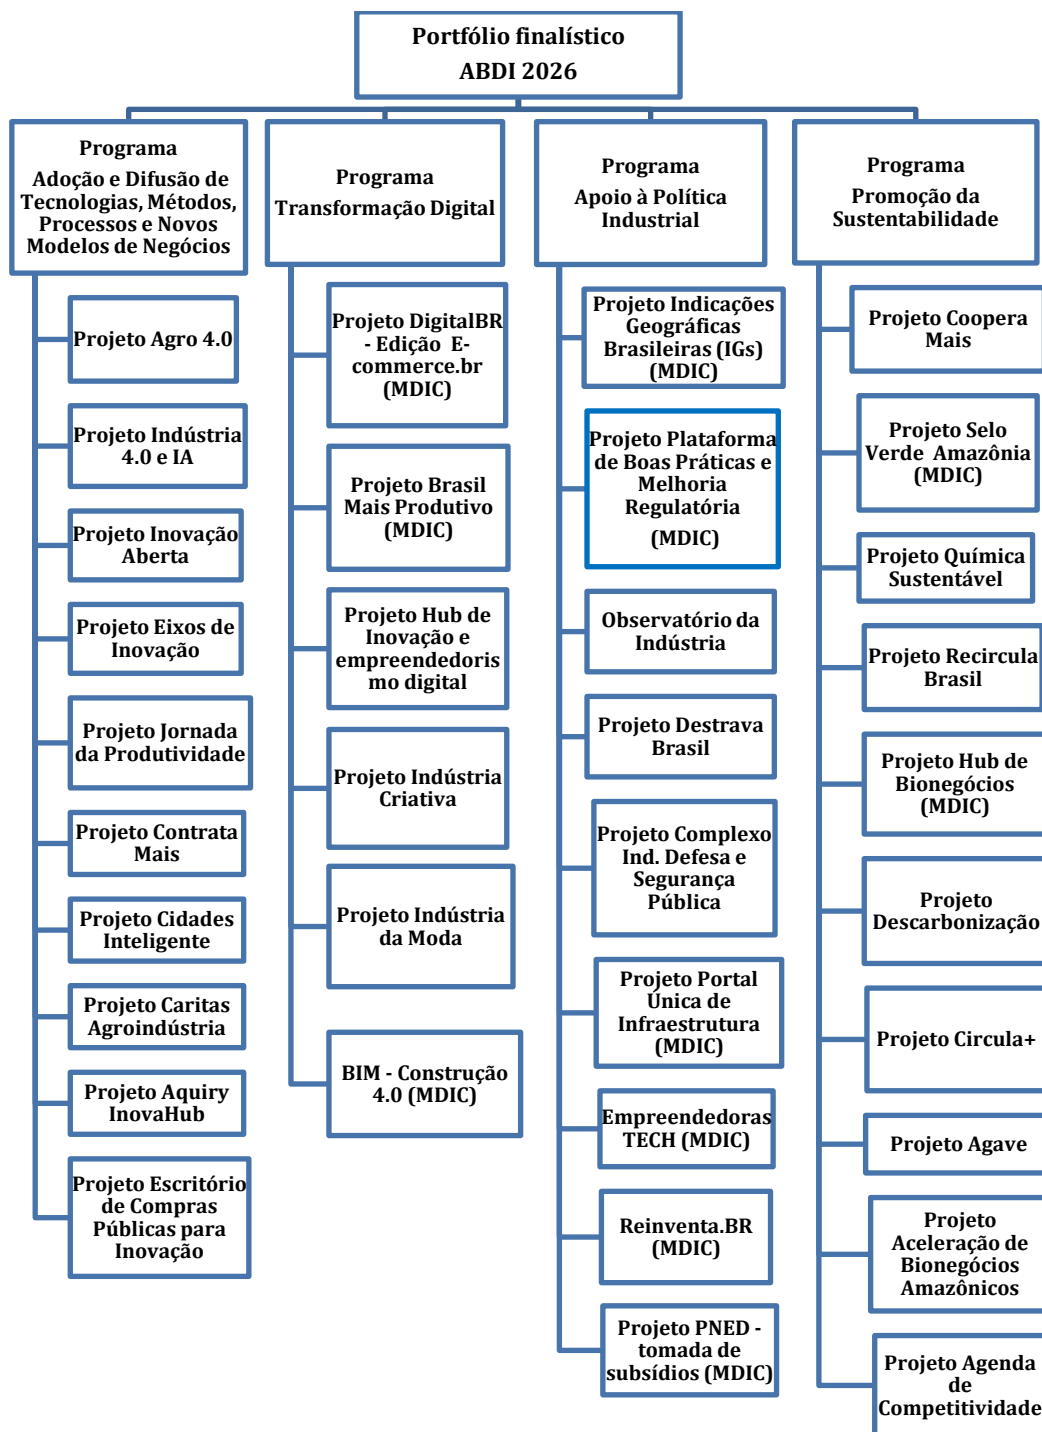 Portfólio finalístico
ABDI 2026
Programa
Adoção e Difusão de
Tecnologias, Métodos,
Processos e Novos
Modelos de Negócios
Projeto Agro 4.0
Projeto Indústria
4.0 e IA
Projeto Inovação
Aberta
Projeto Eixos de
Inovação
Projeto Jornada
da Produtividade
Projeto Contrata
Mais
Projeto Cidades
Inteligente
Projeto Caritas
Agroindústria
Projeto Aquiry
InovaHub
Projeto Escritório
de Compras
Públicas para
Inovação
Programa
Transformação Digital
Projeto DigitalBR
- Edição E-
commerce.br
(MDIC)
Projeto Brasil
Mais Produtivo
(MDIC)
Projeto Hub de
Inovação e
empreendedoris
mo digital
Projeto Indústria
Criativa
Projeto Indústria
da Moda
BIM - Construção
4.0 (MDIC)
Programa
Apoio à Política
Industrial
Projeto Indicações
Geográficas
Brasileiras (IGs)
(MDIC)
Projeto Plataforma
de Boas Práticas e
Melhoria
Regulatória
(MDIC)
Observatório da
Indústria
Projeto Destrava
Brasil
Projeto Complexo
Ind. Defesa e
Segurança
Pública
Projeto Portal
Única de
Infraestrutura
(MDIC)
Empreendedoras
TECH (MDIC)
Reinventa.BR
(MDIC)
Projeto PNED -
tomada de
subsídios (MDIC)
Programa
Promoção da
Sustentabilidade
Projeto Coopera
Mais
Projeto Selo
Verde Amazônia
(MDIC)
Projeto Química
Sustentável
Projeto Recircula
Brasil
Projeto Hub de
Bionegócios
(MDIC)
Projeto
Descarbonização
Projeto Circula+
Projeto Agave
Projeto
Aceleração de
Bionegócios
Amazônicos
Projeto Agenda
de
Competitividade